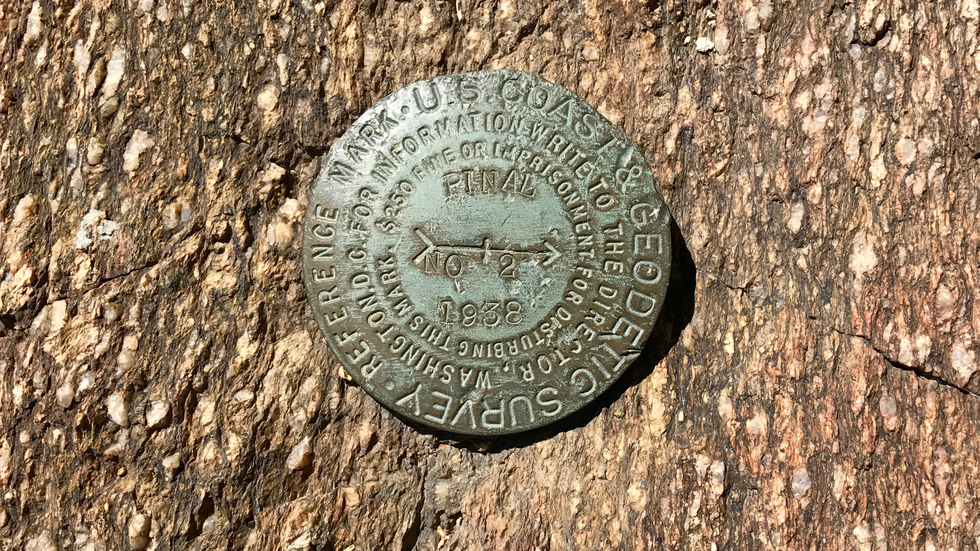 U.S. COAST & GEODETIC SURVEY · REFERENCE MARK ·
FOR INFORMATION WRITE TO THE DIRECTOR, WASHINGTON, D.C.
$250 FINE OR IMPRISONMENT FOR DISTURBING THIS MARK
PINAL
NO 2
1938